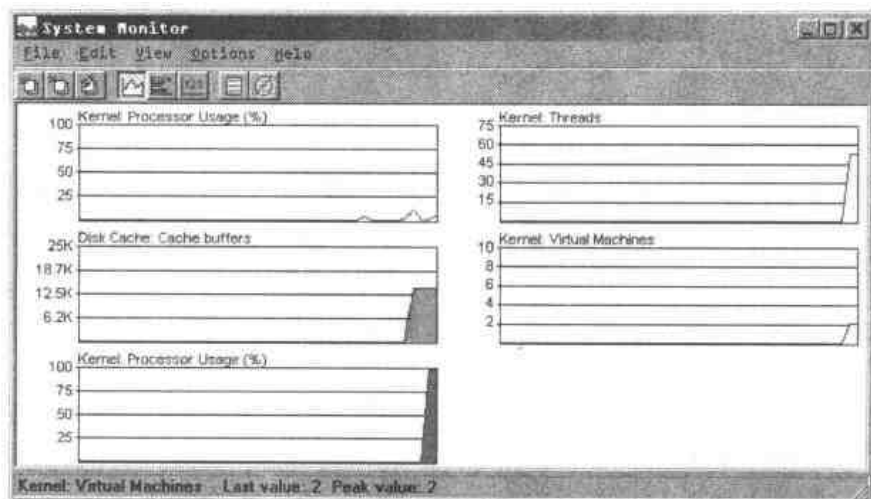 System Monitor
File Edit View Options Help
Kernel: Processor Usage (%)
100
75
50
25
Kernel: Threads
75
60
45
30
15
Disk Cache: Cache buffers
25K
18.7K
12.5K
6.2K
Kernel: Virtual Machines
10
8
6
4
2
Kernel: Processor Usage (%)
100
75
50
25
Kernel: Virtual Machines Last value: 2 Peak value: 2